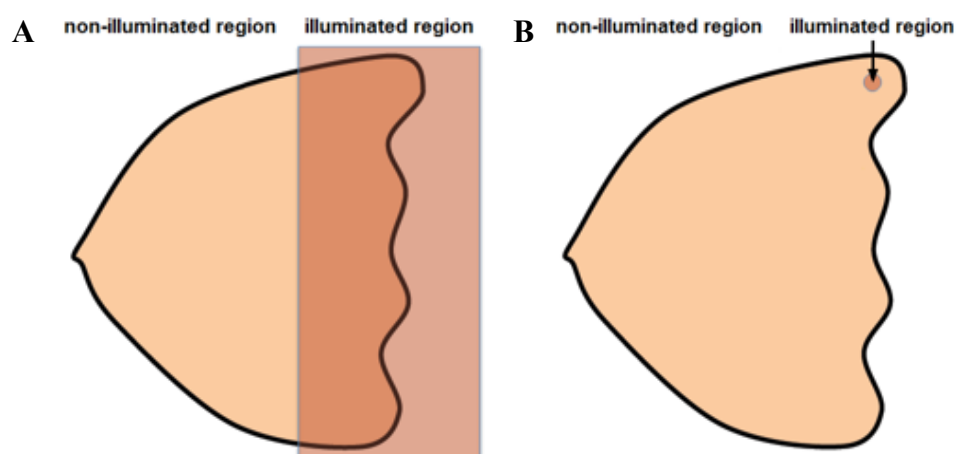 A
non-illuminated region
illuminated region
B
non-illuminated region
illuminated region